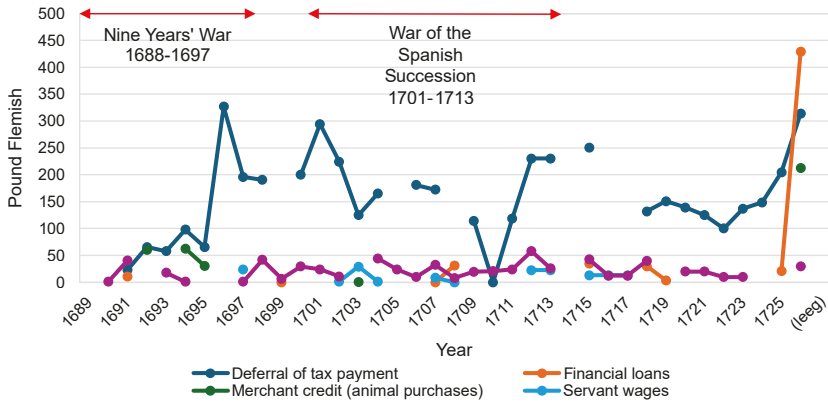 500
450
400
350
300
250
200
150
100
50
0
Pound Flemish
Nine Years' War
1688-1697
War of the
Spanish
Succession
1701-1713
1689
1691
1693
1695
1697
1699
1701
1703
1705
1707
1709
1711
1713
1715
1717
1719
1721
1723
1725
(leeg)
Year
Deferral of tax payment
Financial loans
Merchant credit (animal purchases)
Servant wages